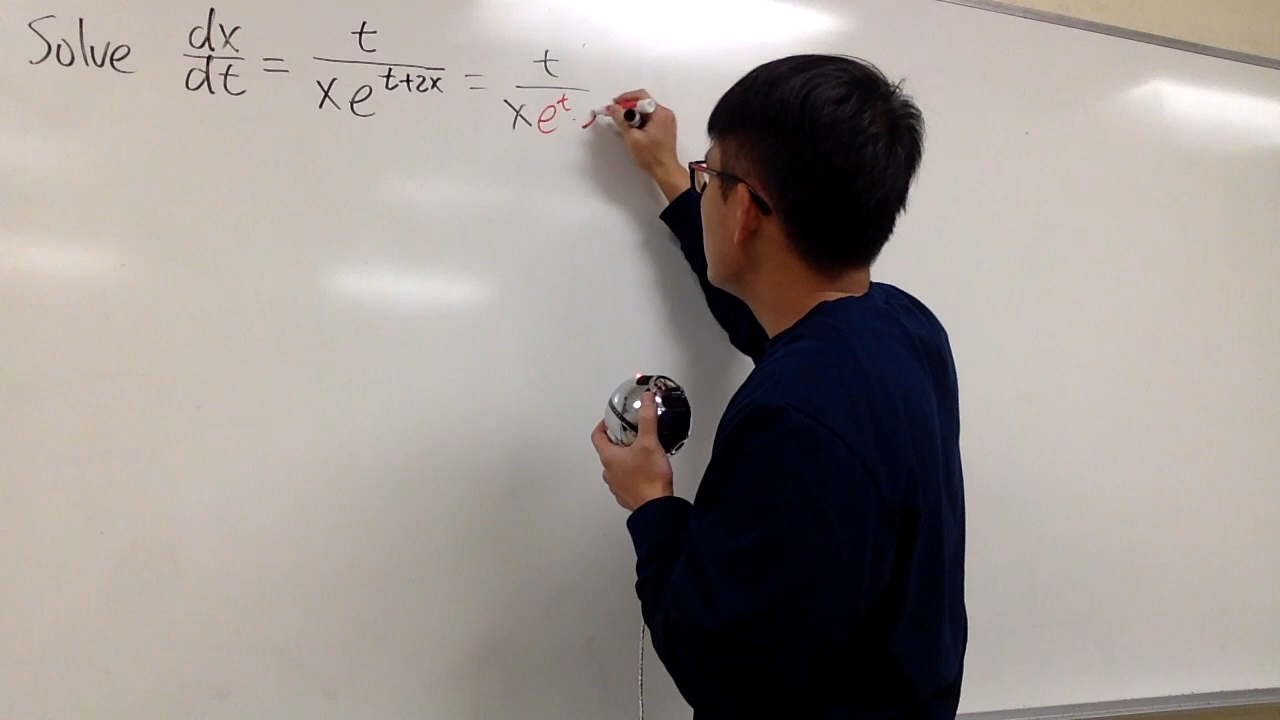 Solve dx/dt = t/(xe^(t+2x)) = t/(xe^t ·